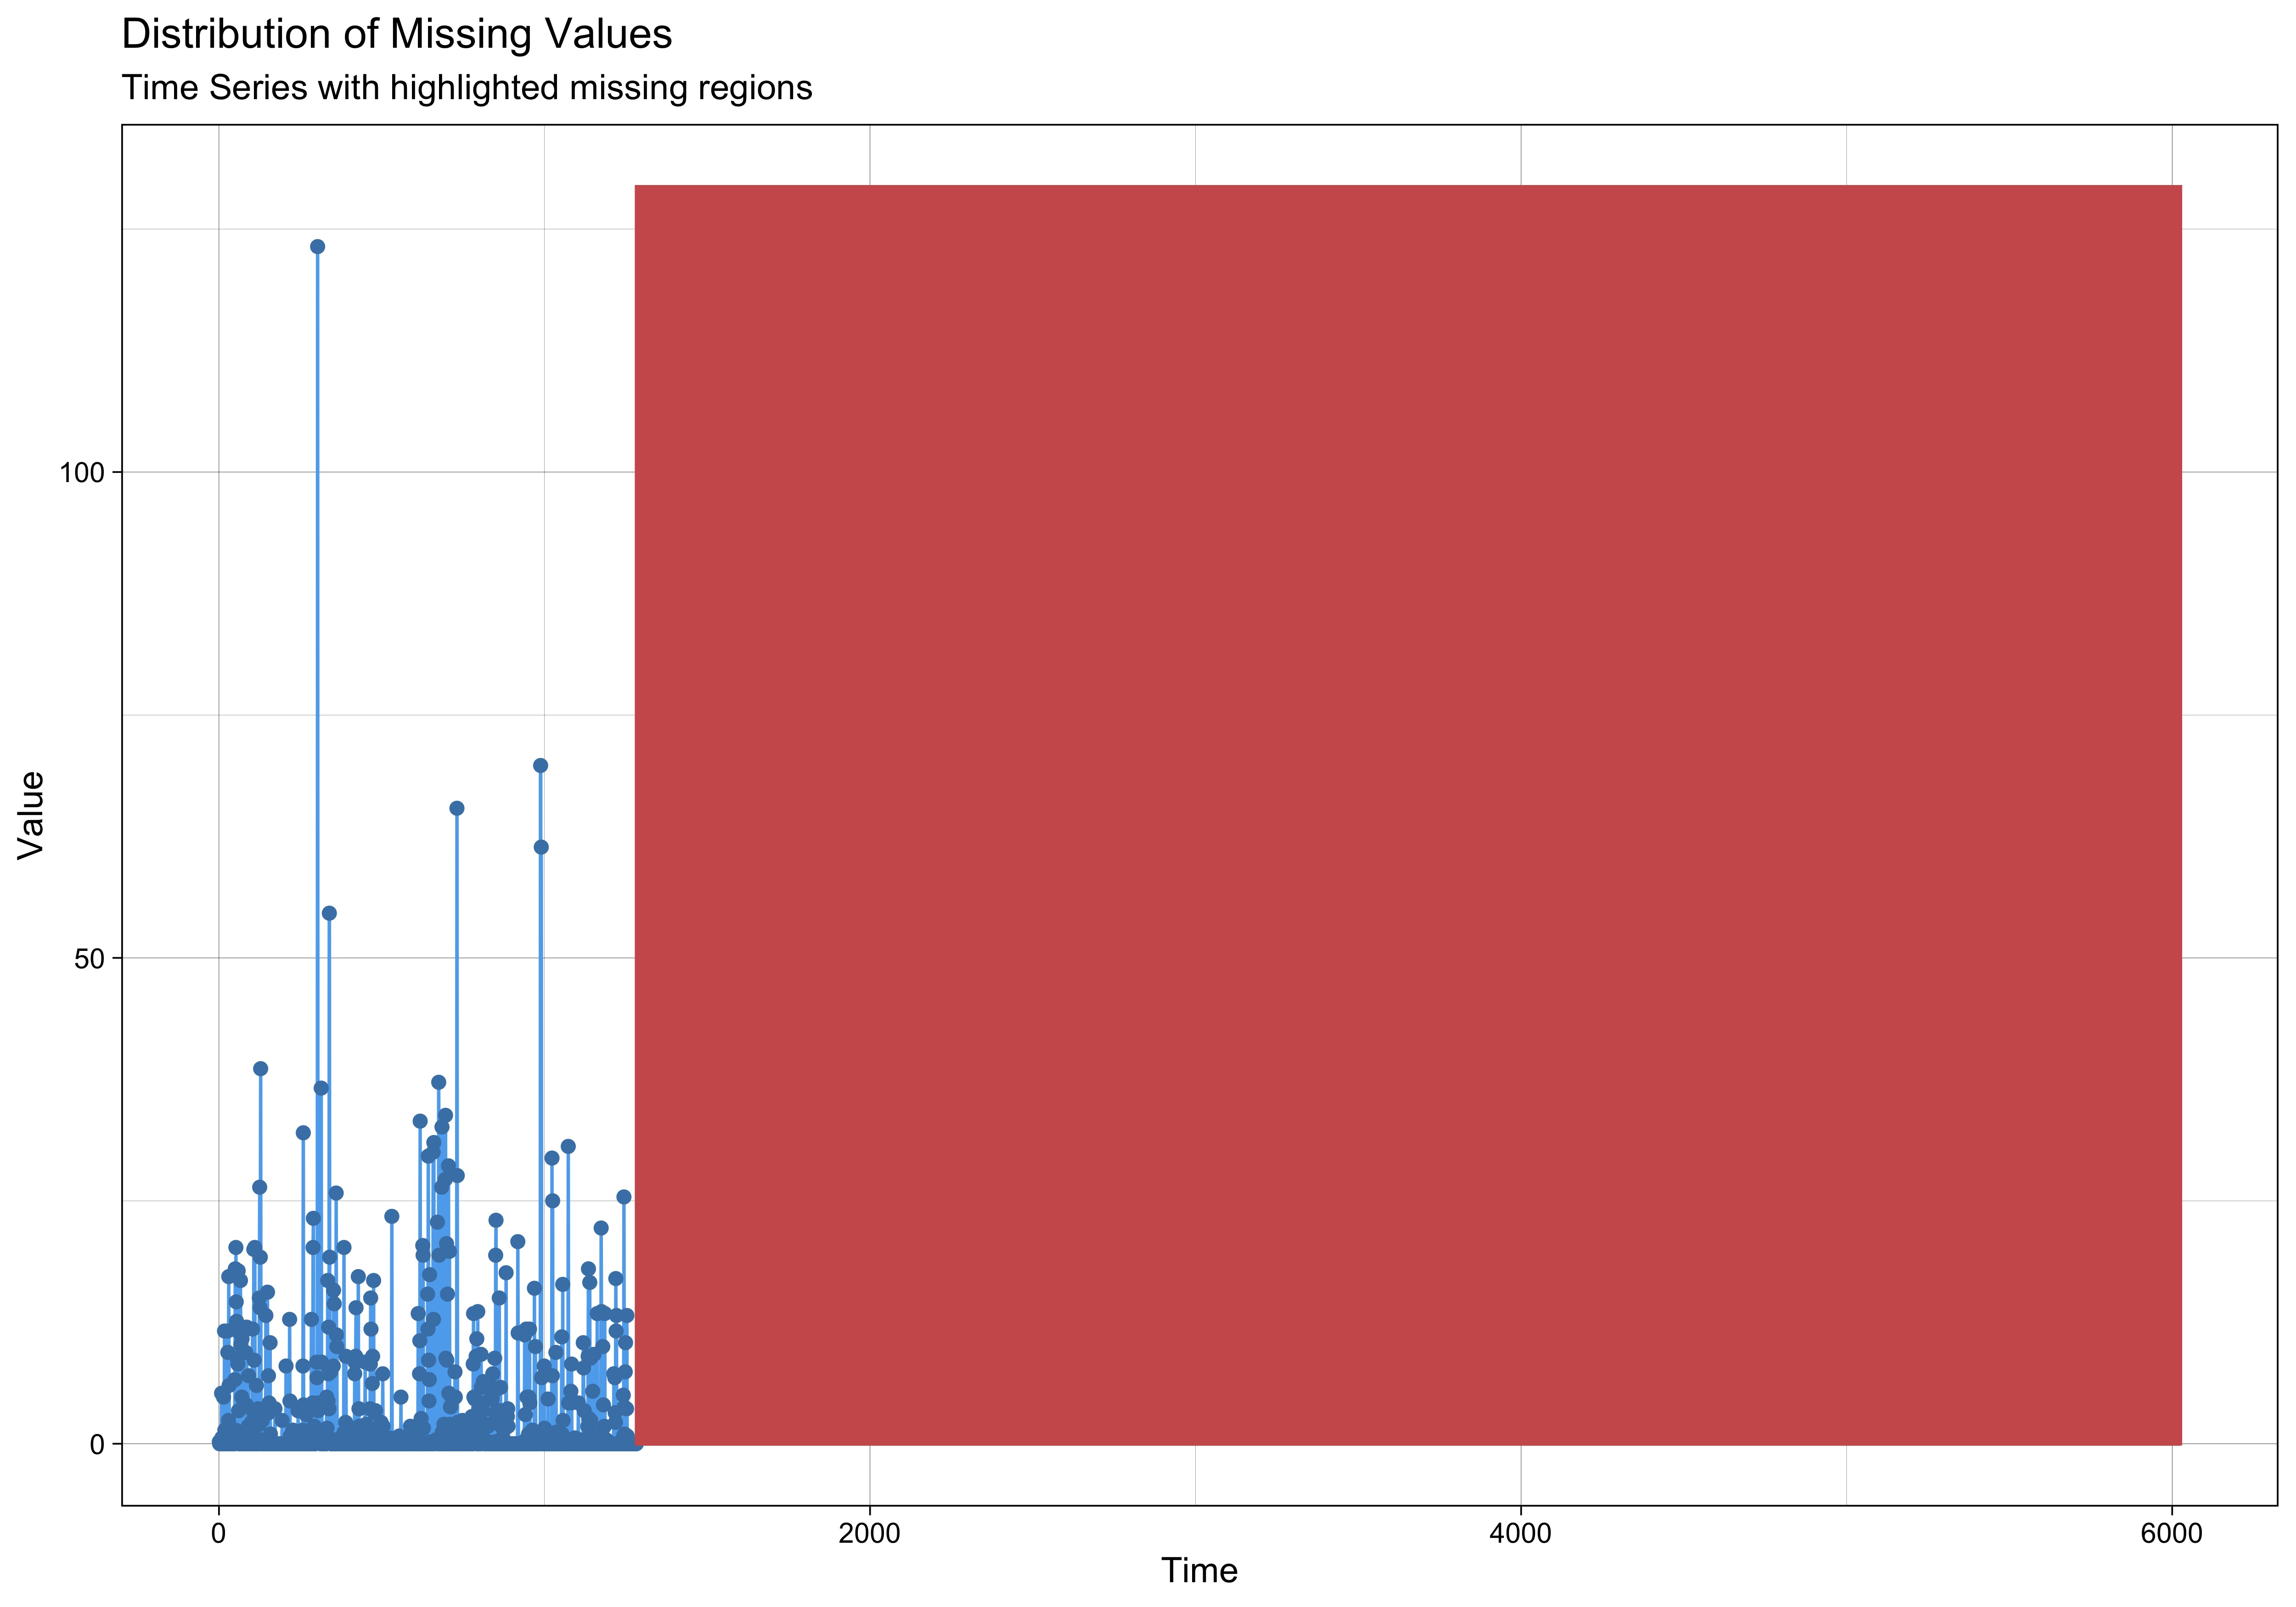 Distribution of Missing Values
Time Series with highlighted missing regions
100
50
0
Value
0 2000 4000 6000
Time